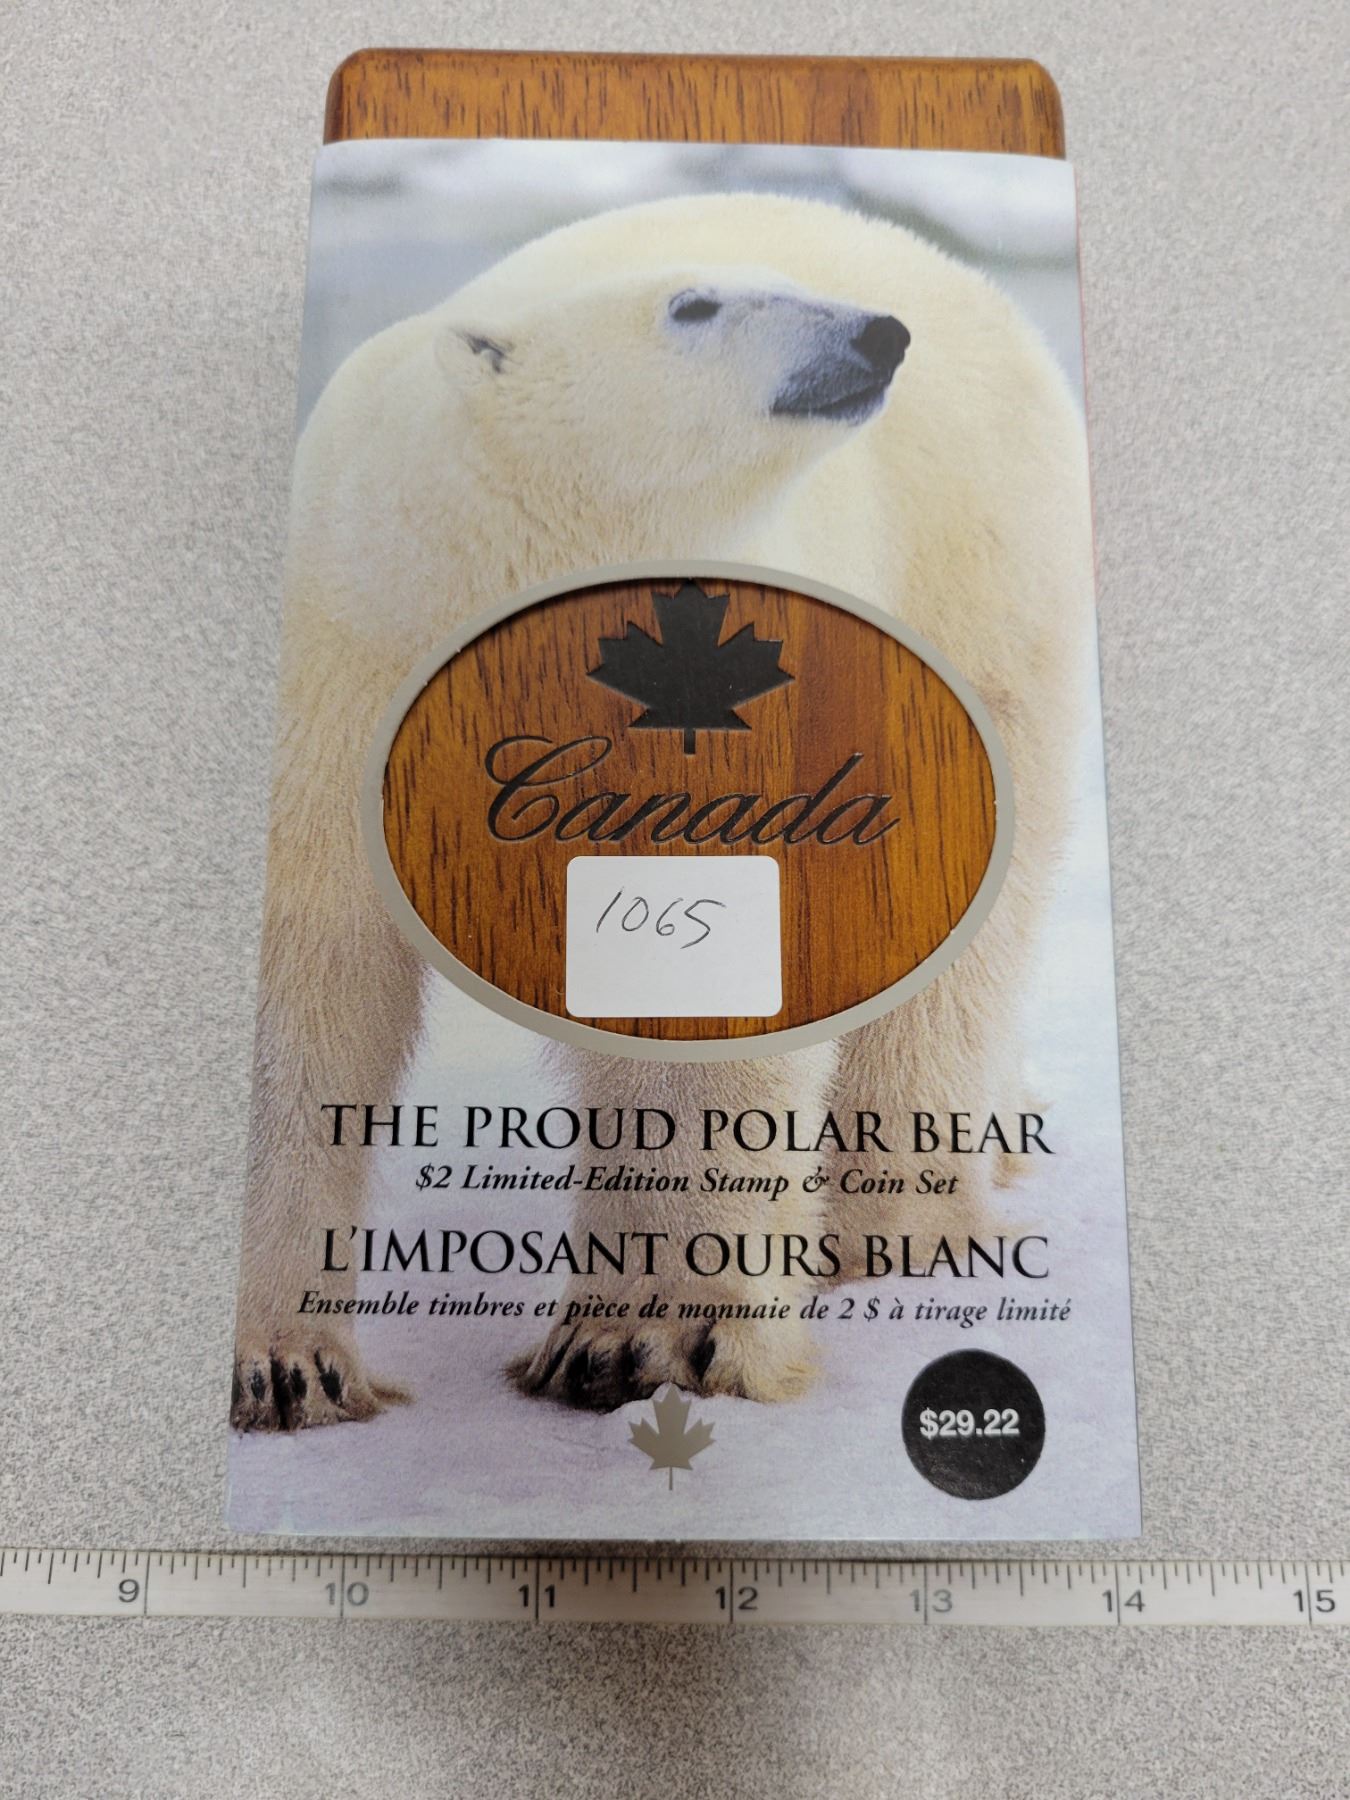 Canada
1065
THE PROUD POLAR BEAR
$2 Limited-Edition Stamp & Coin Set
L'IMPOSANT OURS BLANC
Ensemble timbres et pièce de monnaie de 2 $ à tirage limité
$29.22
9 10 11 12 13 14 15